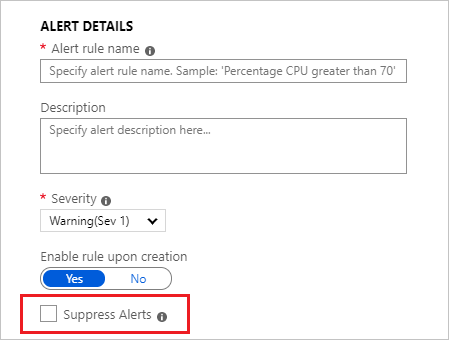 ALERT DETAILS
* Alert rule name
Specify alert rule name. Sample: 'Percentage CPU greater than 70'
Description
Specify alert description here...
* Severity
Warning(Sev 1)
Enable rule upon creation
Yes No
Suppress Alerts